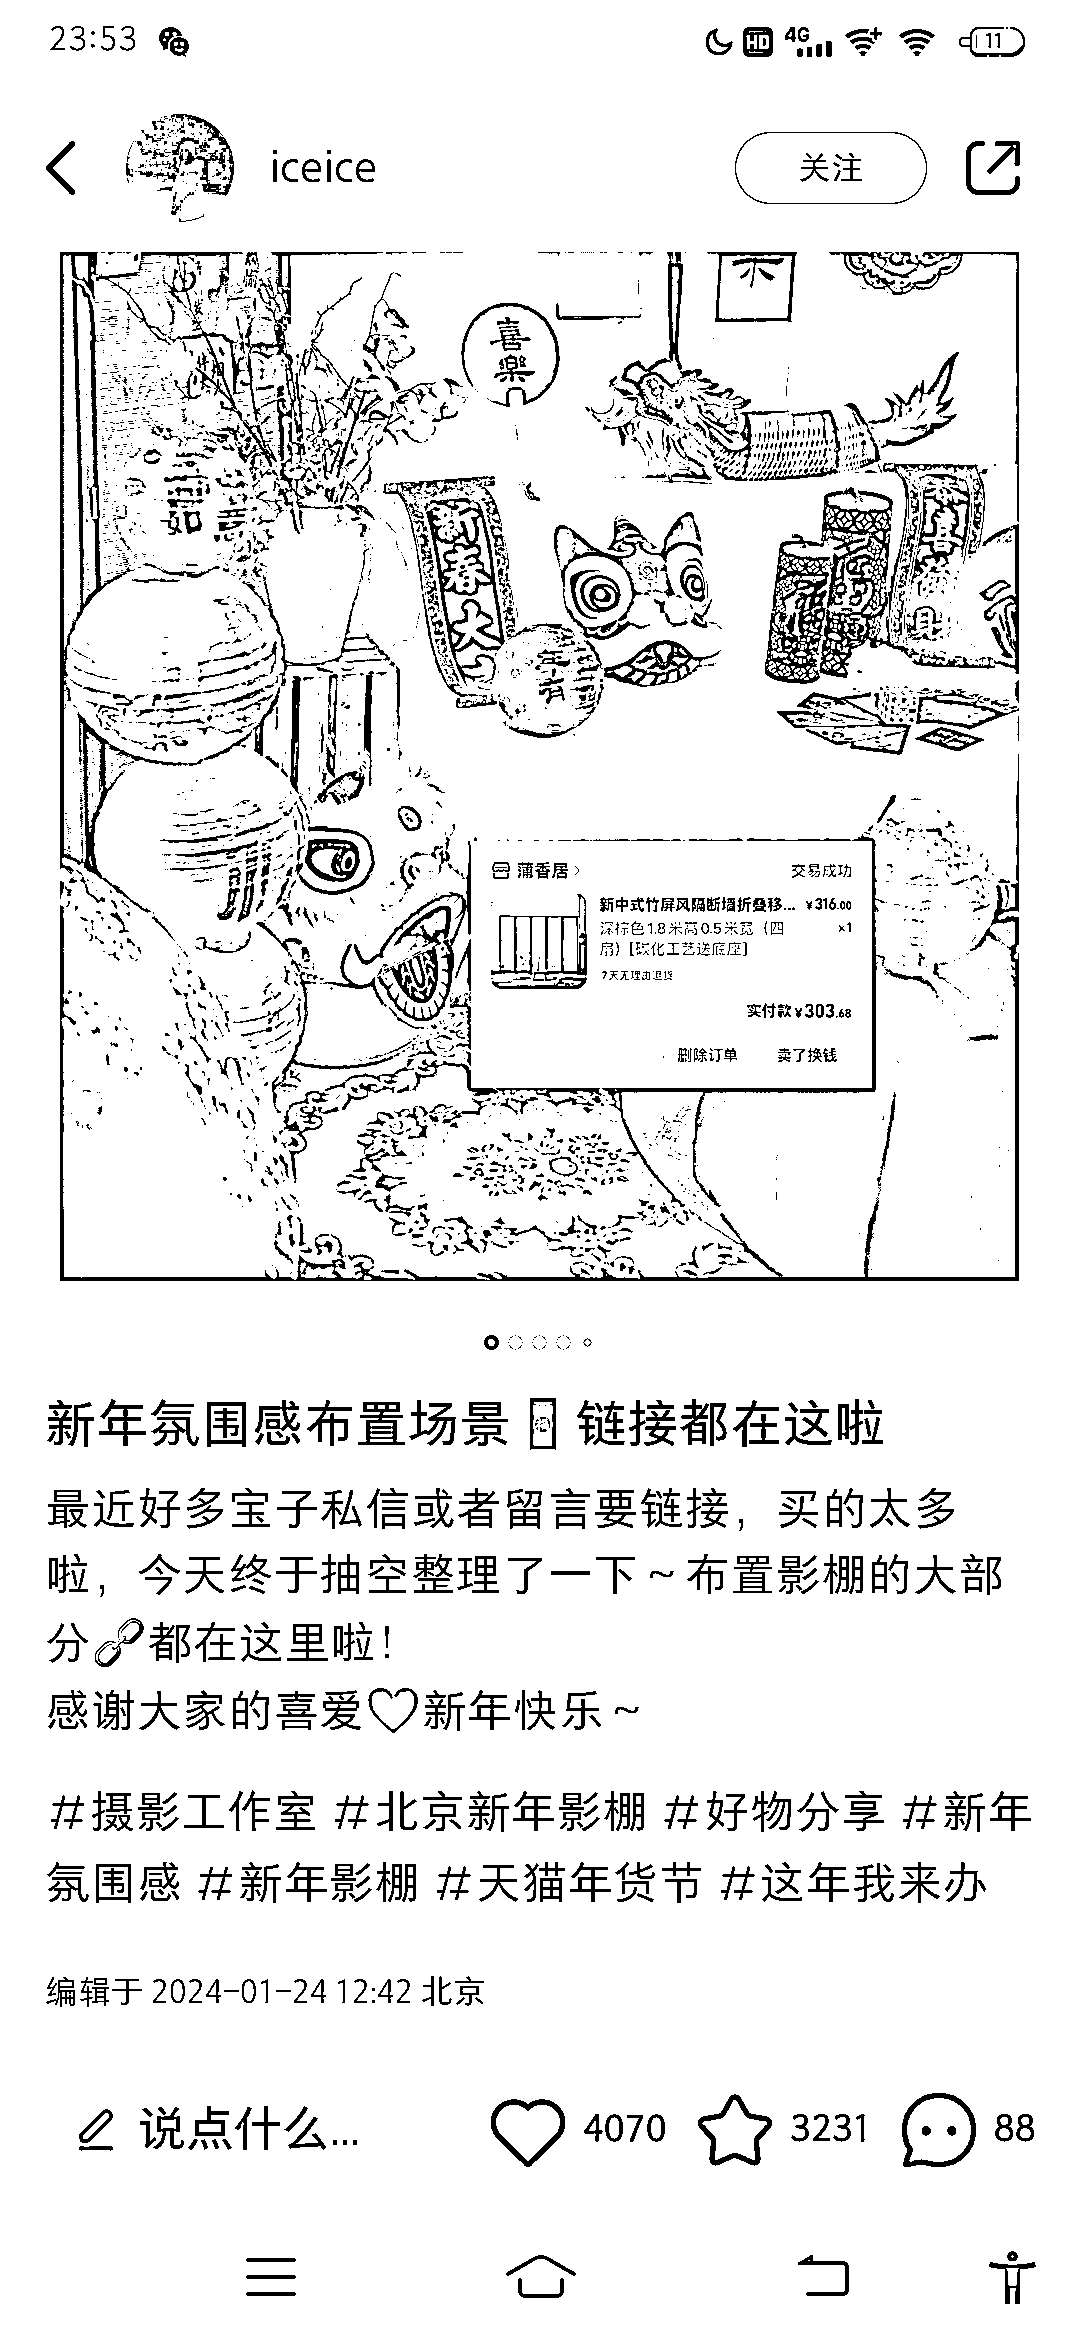 23:53
HD 4G 11
iceice
关注
喜樂
如
新春大
蒲香居 交易成功
新中式竹屏风隔断墙折叠移... ¥316.00
深棕色1.8米高0.5米宽（四 ×1
扇）[碳化工艺送底座]
7天无理由退货
实付款¥303.68
删除订单 卖了换钱
新年氛围感布置场景🧧链接都在这啦
最近好多宝子私信或者留言要链接，买的太多
啦，今天终于抽空整理了一下～布置影棚的大部
分🔗都在这里啦！
感谢大家的喜爱♡新年快乐～
#摄影工作室 #北京新年影棚 #好物分享 #新年
氛围感 #新年影棚 #天猫年货节 #这年我来办
编辑于 2024-01-24 12:42 北京
说点什么... 4070 3231 88